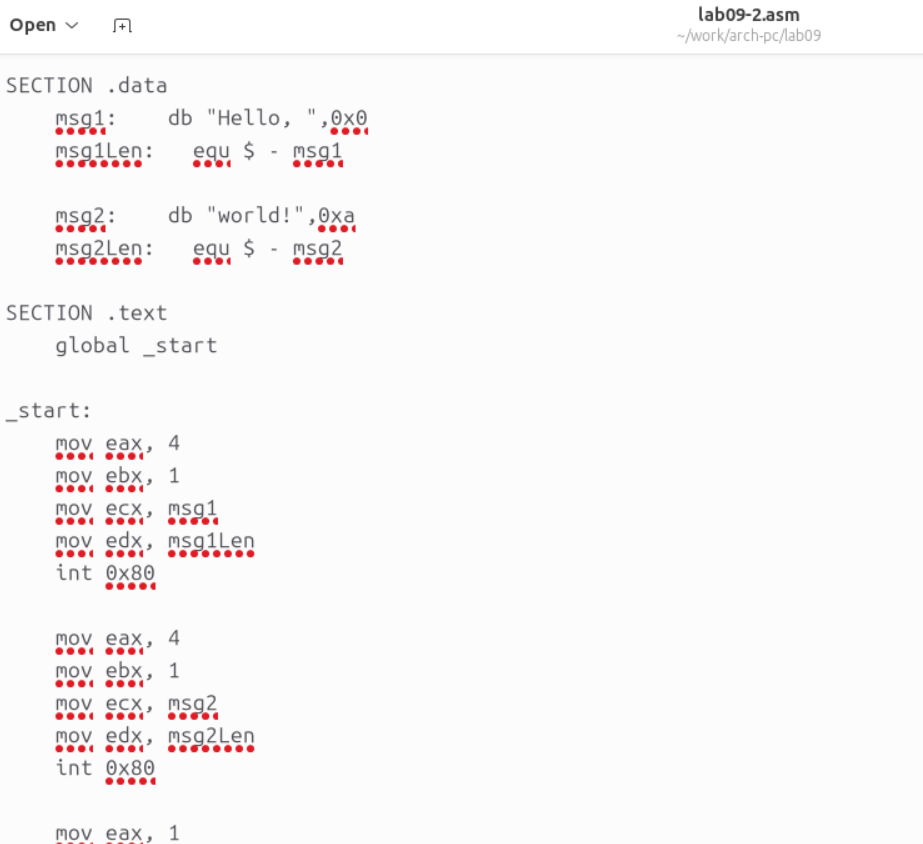 Open
lab09-2.asm
~/work/arch-pc/lab09
SECTION .data
    msg1:    db "Hello, ",0x0
    msg1Len:   equ $ - msg1

    msg2:    db "world!",0xa
    msg2Len:   equ $ - msg2

SECTION .text
    global _start

_start:
    mov eax, 4
    mov ebx, 1
    mov ecx, msg1
    mov edx, msg1Len
    int 0x80

    mov eax, 4
    mov ebx, 1
    mov ecx, msg2
    mov edx, msg2Len
    int 0x80

    mov eax, 1